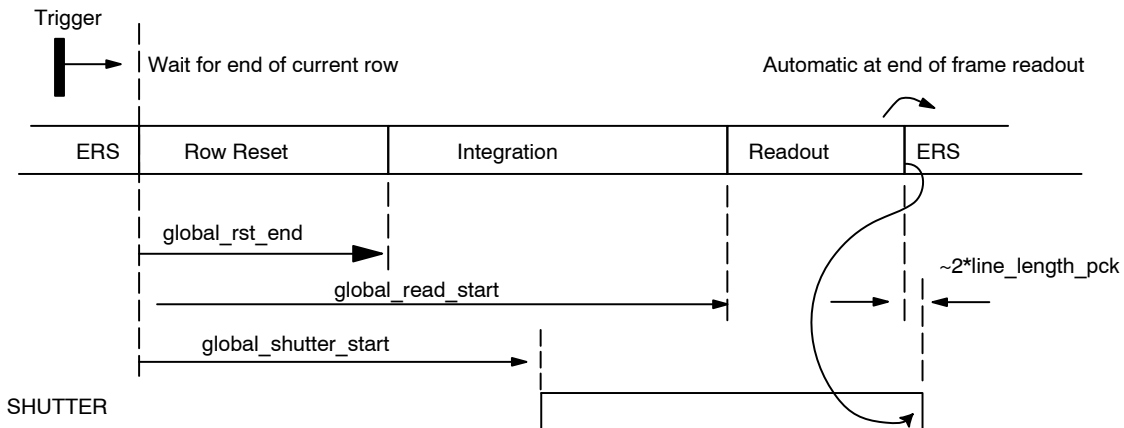 Trigger
Wait for end of current row
Automatic at end of frame readout
ERS
Row Reset
Integration
Readout
ERS
global_rst_end
~2*line_length_pck
global_read_start
global_shutter_start
SHUTTER